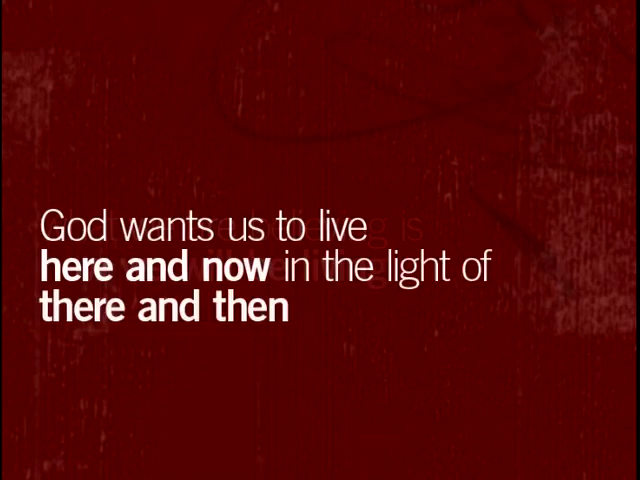 God wants us to live
here and now in the light of
there and then